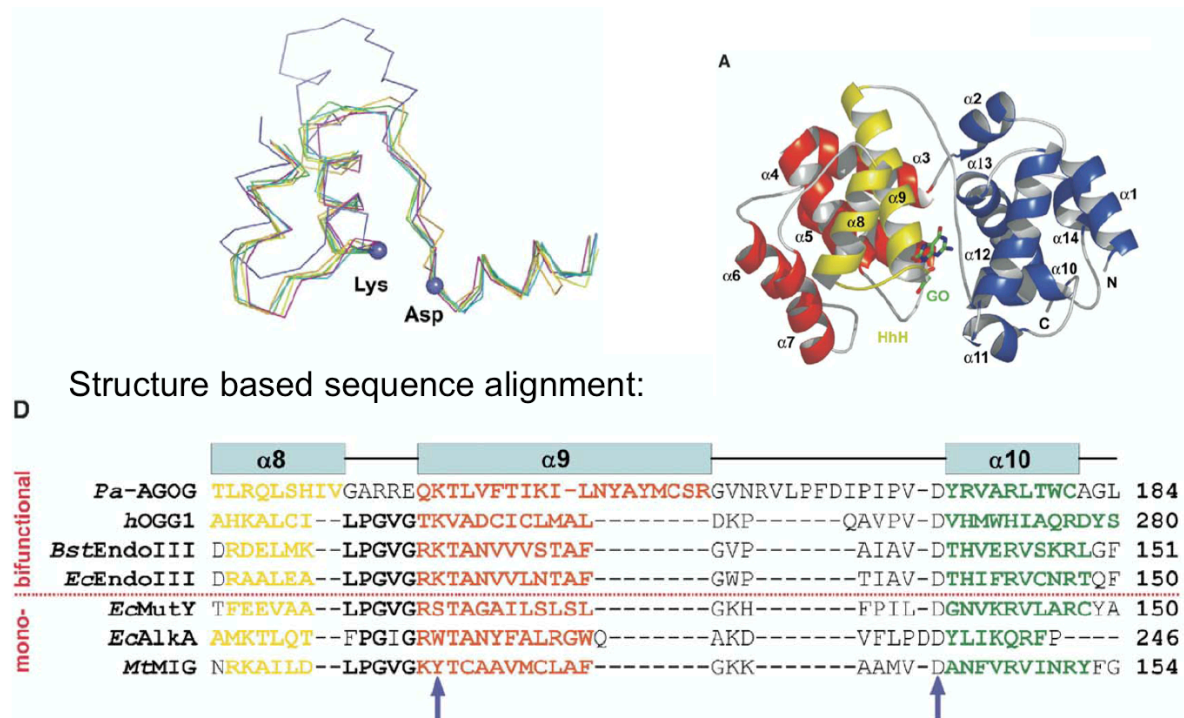 A
α2
α3
α13
α4
α9
α1
α8
α5
α14
α12
α6
α10
N
GO
C
HhH
α7
α11
Lys
Asp
Structure based sequence alignment:
D
α8 α9 α10
bifunctional
Pa-AGOG TLRQLSHIVGARREQKTLVFTIKI-LNYAYMCSRGVNRVLPFDIPIPV-DYRVARLTWCAGL 184
hOGG1 AHKALCI--LPGVGTKVADCICLMAL--------DKP------QAVPV-DVHMWHIAQRDYS 280
BstEndoIII DRDELMK--LPGVGRKTANVVVSTAF--------GVP-------AIAV-DTHVERVSKRLGF 151
EcEndoIII DRAALEA--LPGVGRKTANVVLNTAF--------GWP-------TIAV-DTHIFRVCNRTQF 150
mono-
EcMutY TFEEVAA--LPGVGRSTAGAILSLSL--------GKH-------FPIL-DGNVKRVLARCYA 150
EcAlkA AMKTLQT--FPGIGRWTANYFALRGWQ-------AKD-------VFLPDDYLIKQRFP---- 246
MtMIG NRKAILD--LPGVGKYTCAAVMCLAF--------GKK-------AAMV-DANFVRVINRYFG 154